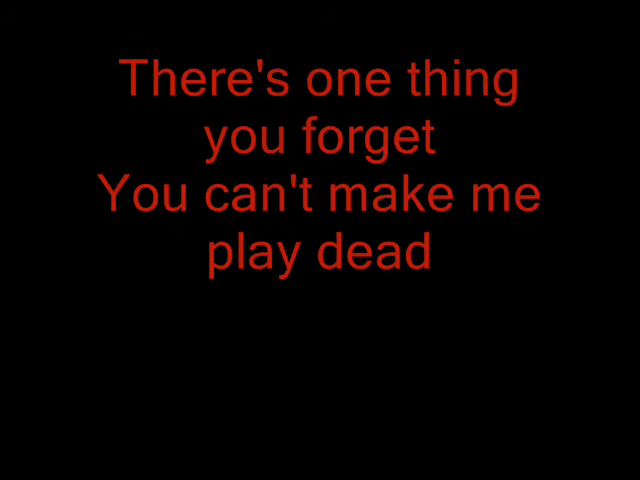 There's one thing
you forget
You can't make me
play dead